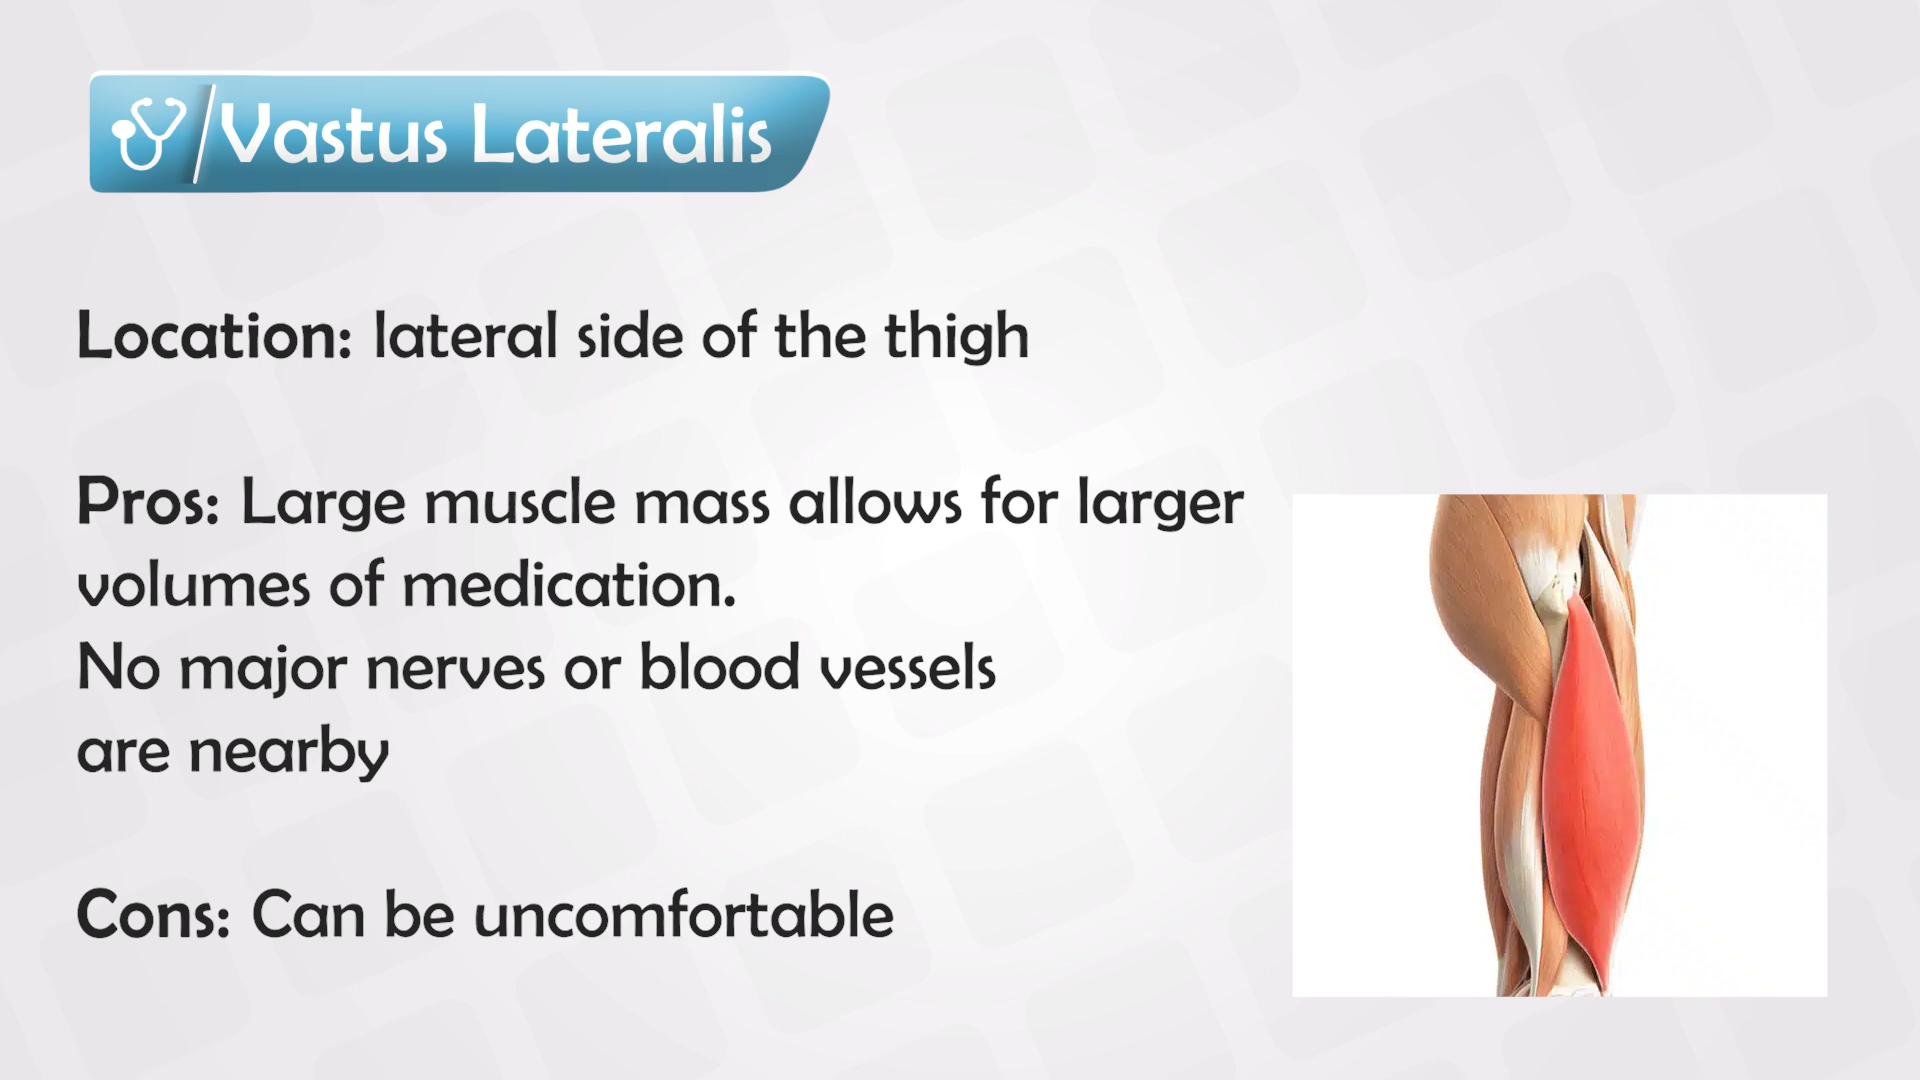 Vastus Lateralis
Location: lateral side of the thigh
Pros: Large muscle mass allows for larger
volumes of medication.
No major nerves or blood vessels
are nearby
Cons: Can be uncomfortable